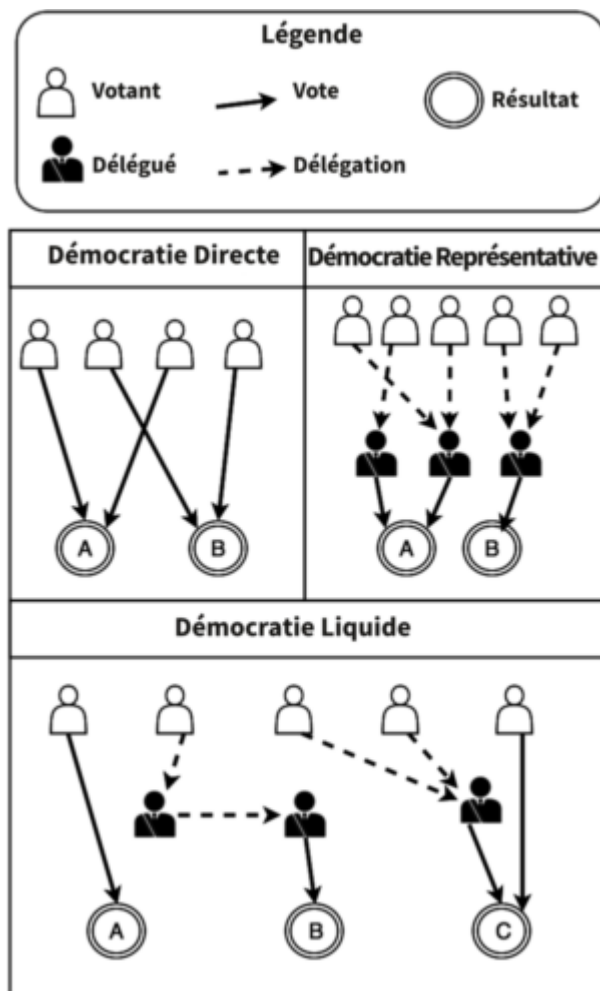 Légende
Votant
Vote
Résultat
Délégué
Délégation
Démocratie Directe
Démocratie Représentative
A
B
A
B
Démocratie Liquide
A
B
C